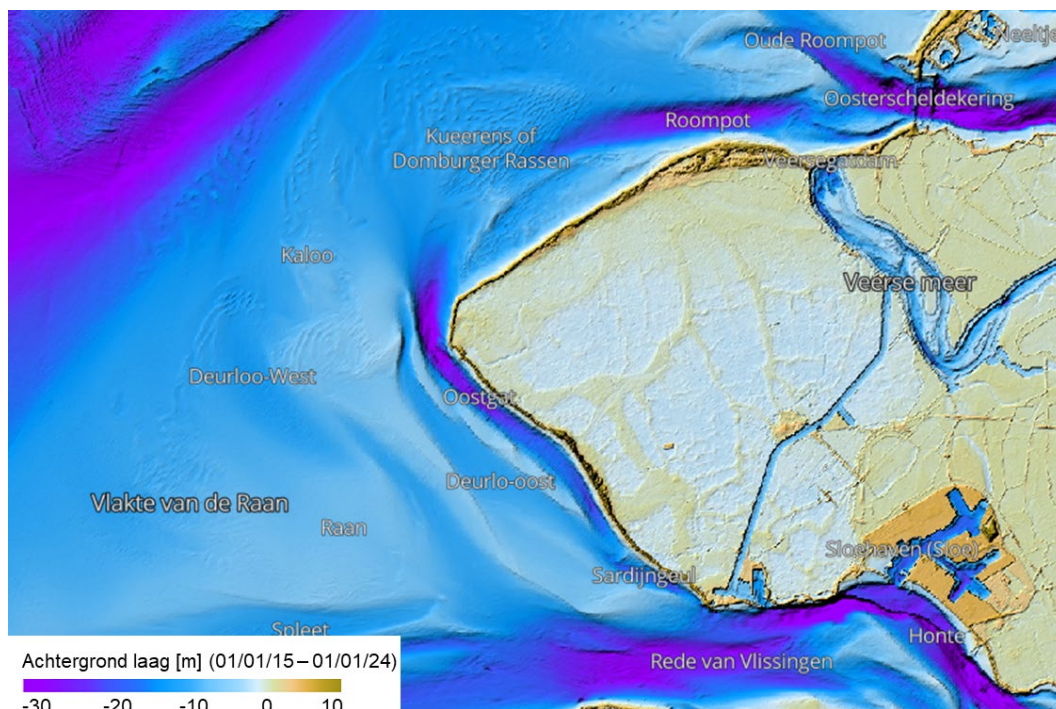 Oude Roompot
Neeltje
Oosterscheldekering
Roompot
Kueerens of
Domburger Rassen
Veersegatdam
Kaloo
Veerse meer
Deurloo-West
Oostgat
Deurlo-oost
Vlakte van de Raan
Raan
Sloehaven (Sloe)
Sardijngeul
Spleet
Honte
Rede van Vlissingen
Achtergrond laag [m] (01/01/15 – 01/01/24)
-30 -20 -10 0 10